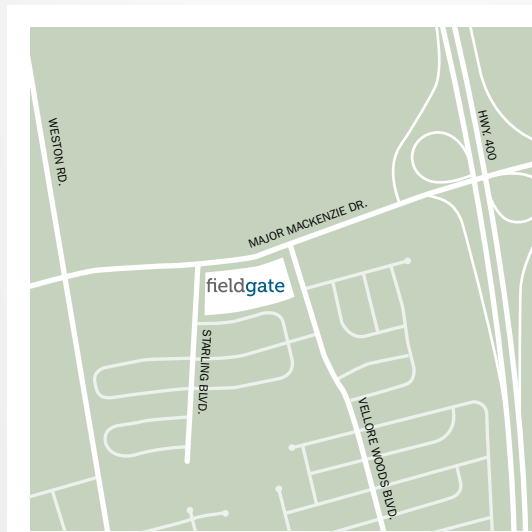 HWY. 400
WESTON RD.
MAJOR MACKENZIE DR.
fieldgate
STARLING BLVD.
VELLORE WOODS BLVD.